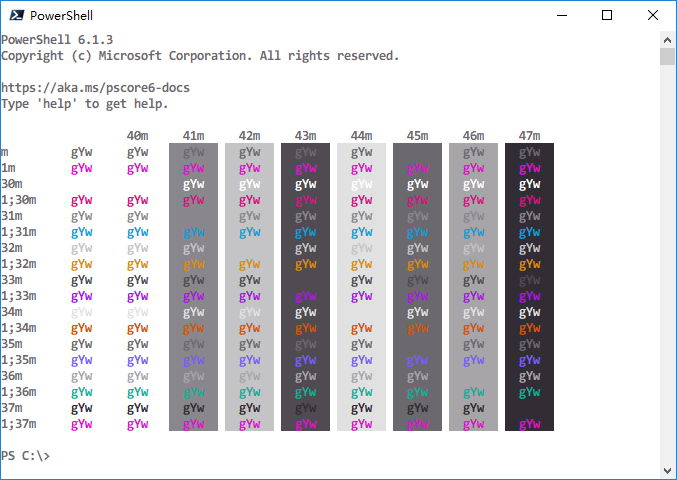 PowerShell
PowerShell 6.1.3
Copyright (c) Microsoft Corporation. All rights reserved.
https://aka.ms/pscore6-docs
Type 'help' to get help.
40m 41m 42m 43m 44m 45m 46m 47m
m gYw gYw gYw gYw gYw gYw gYw gYw
1m gYw gYw gYw gYw gYw gYw gYw gYw gYw
30m gYw gYw gYw gYw gYw gYw gYw
1;30m gYw gYw gYw gYw gYw gYw gYw gYw gYw
31m gYw gYw gYw gYw gYw gYw gYw gYw
1;31m gYw gYw gYw gYw gYw gYw gYw gYw gYw
32m gYw gYw gYw gYw gYw gYw gYw gYw
1;32m gYw gYw gYw gYw gYw gYw gYw gYw gYw
33m gYw gYw gYw gYw gYw gYw gYw gYw
1;33m gYw gYw gYw gYw gYw gYw gYw gYw gYw
34m gYw gYw gYw gYw gYw gYw gYw gYw
1;34m gYw gYw gYw gYw gYw gYw gYw gYw gYw
35m gYw gYw gYw gYw gYw gYw gYw gYw
1;35m gYw gYw gYw gYw gYw gYw gYw gYw gYw
36m gYw gYw gYw gYw gYw gYw gYw gYw
1;36m gYw gYw gYw gYw gYw gYw gYw gYw gYw
37m gYw gYw gYw gYw gYw gYw gYw gYw
1;37m gYw gYw gYw gYw gYw gYw gYw gYw gYw
PS C:\>